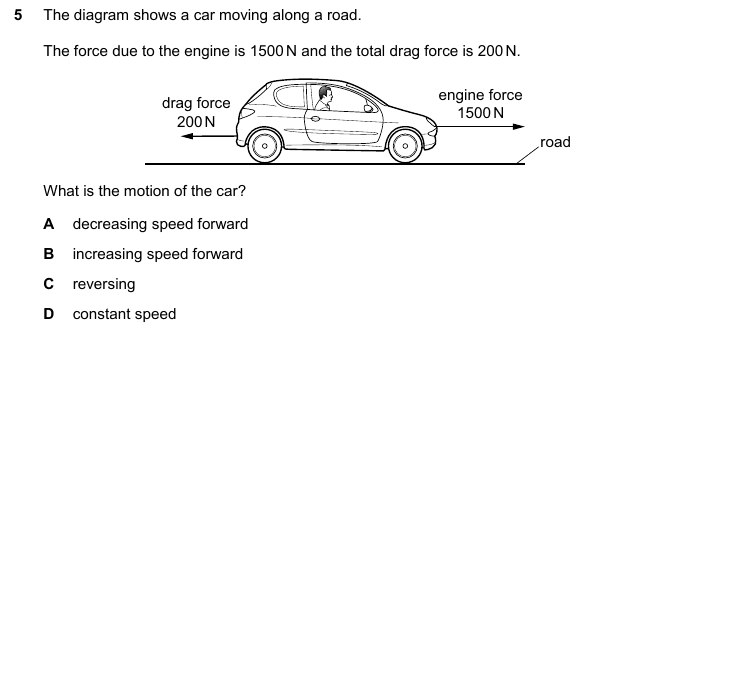 5 The diagram shows a car moving along a road.
The force due to the engine is 1500 N and the total drag force is 200 N.
drag force
200 N
engine force
1500 N
road
What is the motion of the car?
A decreasing speed forward
B increasing speed forward
C reversing
D constant speed